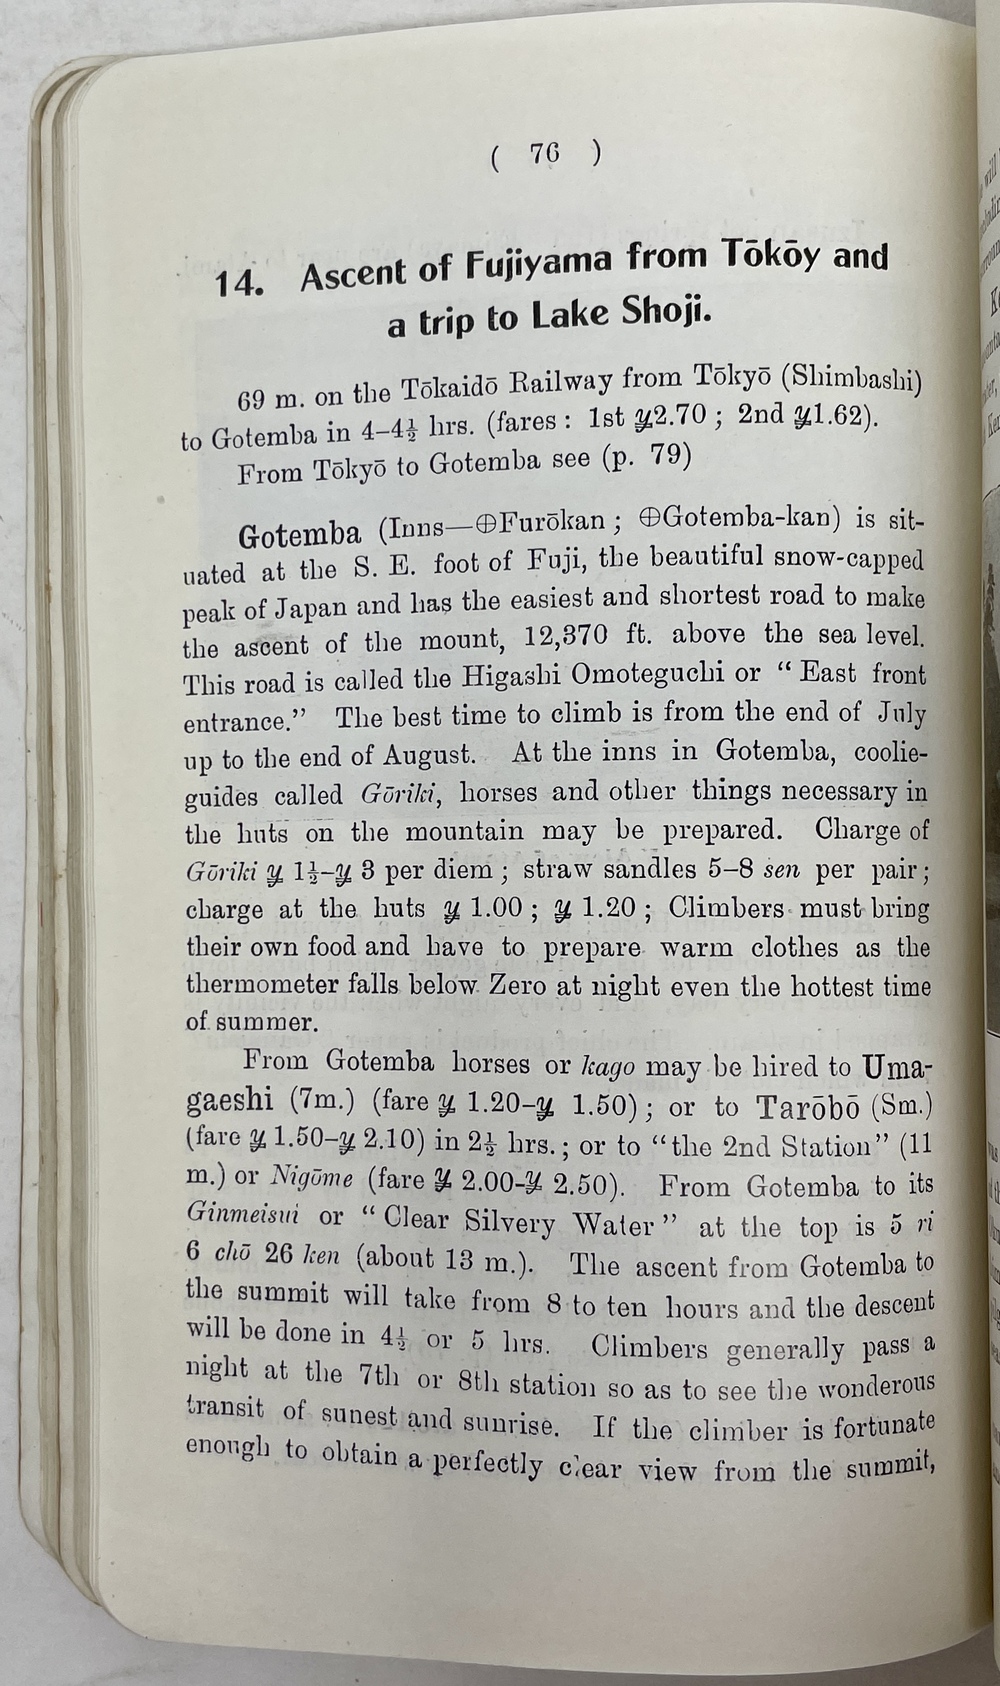 ( 76 )
14. Ascent of Fujiyama from Tōkōy and
a trip to Lake Shoji.
69 m. on the Tōkaidō Railway from Tōkyō (Shimbashi)
to Gotemba in 4–4½ hrs. (fares : 1st y2.70 ; 2nd y1.62).
From Tōkyō to Gotemba see (p. 79)
Gotemba (Inns—⊕Furōkan ; ⊕Gotemba-kan) is sit-
uated at the S. E. foot of Fuji, the beautiful snow-capped
peak of Japan and has the easiest and shortest road to make
the ascent of the mount, 12,370 ft. above the sea level.
This road is called the Higashi Omoteguchi or “ East front
entrance.” The best time to climb is from the end of July
up to the end of August. At the inns in Gotemba, coolie-
guides called Gōriki, horses and other things necessary in
the huts on the mountain may be prepared. Charge of
Gōriki y 1½–y 3 per diem ; straw sandles 5–8 sen per pair ;
charge at the huts y 1.00 ; y 1.20 ; Climbers must bring
their own food and have to prepare warm clothes as the
thermometer falls below Zero at night even the hottest time
of summer.
From Gotemba horses or kago may be hired to Uma-
gaeshi (7m.) (fare y 1.20–y 1.50) ; or to Tarōbō (Sm.)
(fare y 1.50–y 2.10) in 2½ hrs. ; or to “the 2nd Station” (11
m.) or Nigōme (fare y 2.00-y 2.50). From Gotemba to its
Ginmeisui or “ Clear Silvery Water ” at the top is 5 ri
6 chō 26 ken (about 13 m.). The ascent from Gotemba to
the summit will take from 8 to ten hours and the descent
will be done in 4½ or 5 hrs. Climbers generally pass a
night at the 7th or 8th station so as to see the wonderous
transit of sunest and sunrise. If the climber is fortunate
enough to obtain a perfectly clear view from the summit,